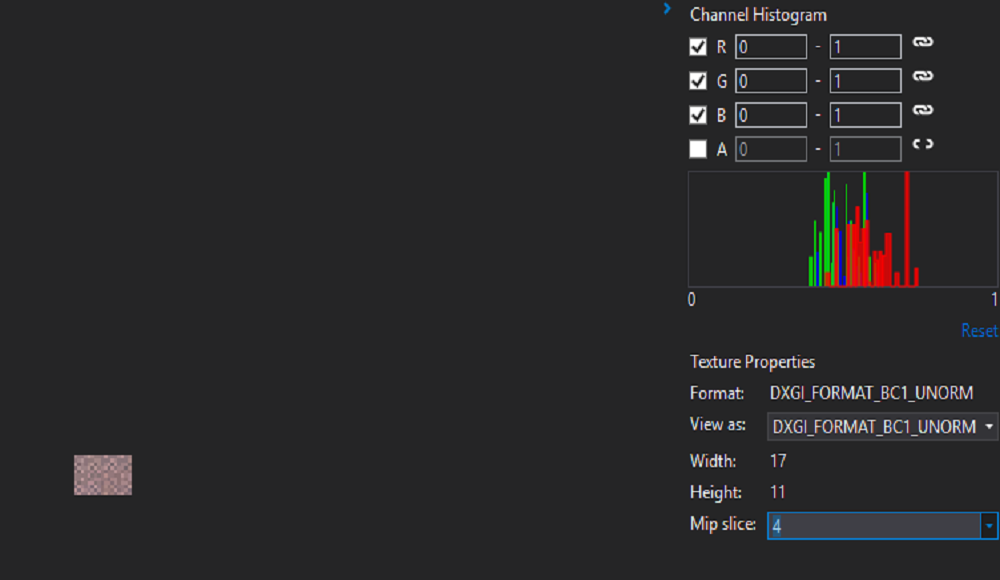 Channel Histogram
R 0 - 1
G 0 - 1
B 0 - 1
A 0 - 1
0 1
Reset
Texture Properties
Format: DXGI_FORMAT_BC1_UNORM
View as: DXGI_FORMAT_BC1_UNORM
Width: 17
Height: 11
Mip slice: 4